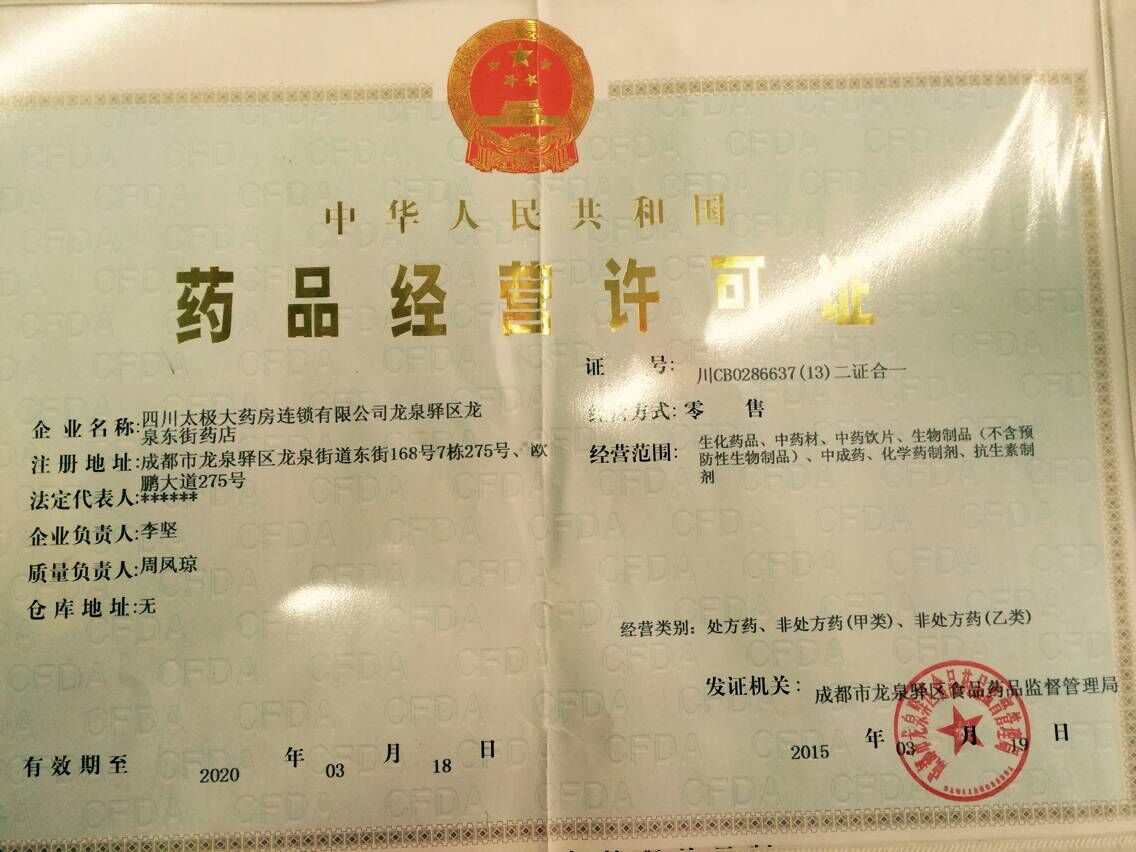 中华人民共和国
药品经营许可证
证 号: 川CB0286637(13)二证合一
企业名称:四川太极大药房连锁有限公司龙泉驿区龙
泉东街药店
经营方式:零 售
注册地址:成都市龙泉驿区龙泉街道东街168号7栋275号、欧
鹏大道275号
经营范围: 生化药品、中药材、中药饮片、生物制品（不含预
防性生物制品）、中成药、化学药制剂、抗生素制
剂
法定代表人:******
企业负责人:李坚
质量负责人:周凤琼
仓库地址:无
经营类别: 处方药、非处方药(甲类)、非处方药(乙类)
发证机关: 成都市龙泉驿区食品药品监督管理局
2015 年 03 月 19 日
有效期至 2020 年 03 月 18 日